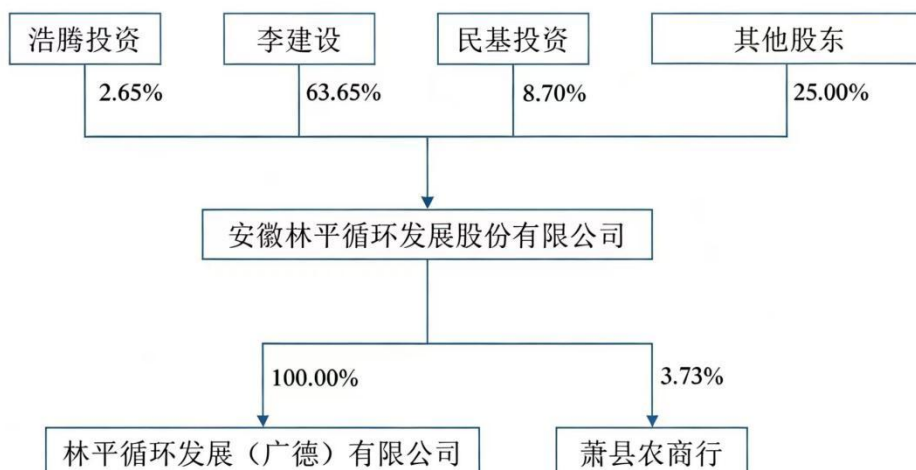 浩腾投资
李建设
民基投资
其他股东
2.65%
63.65%
8.70%
25.00%
安徽林平循环发展股份有限公司
100.00%
3.73%
林平循环发展（广德）有限公司
萧县农商行